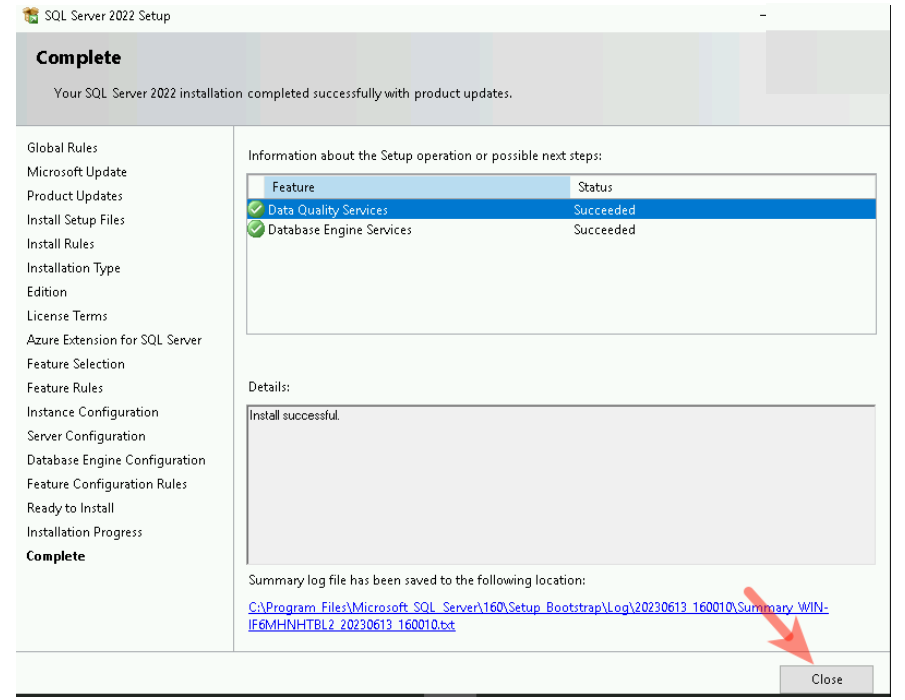 SQL Server 2022 Setup
Complete
Your SQL Server 2022 installation completed successfully with product updates.
Global Rules
Microsoft Update
Product Updates
Install Setup Files
Install Rules
Installation Type
Edition
License Terms
Azure Extension for SQL Server
Feature Selection
Feature Rules
Instance Configuration
Server Configuration
Database Engine Configuration
Feature Configuration Rules
Ready to Install
Installation Progress
Complete
Information about the Setup operation or possible next steps:
Feature Status
Data Quality Services Succeeded
Database Engine Services Succeeded
Details:
Install successful.
Summary log file has been saved to the following location:
C:\Program Files\Microsoft SQL Server\160\Setup Bootstrap\Log\20230613_160010\Summary_WIN-
IF6MHNHTBL2_20230613_160010.txt
Close